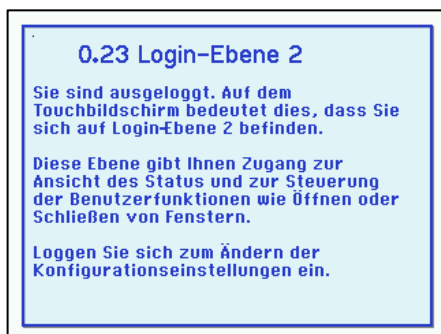 0.23 Login-Ebene 2
Sie sind ausgeloggt. Auf dem
Touchbildschirm bedeutet dies, dass Sie
sich auf Login-Ebene 2 befinden.
Diese Ebene gibt Ihnen Zugang zur
Ansicht des Status und zur Steuerung
der Benutzerfunktionen wie Öffnen oder
Schließen von Fenstern.
Loggen Sie sich zum Ändern der
Konfigurationseinstellungen ein.